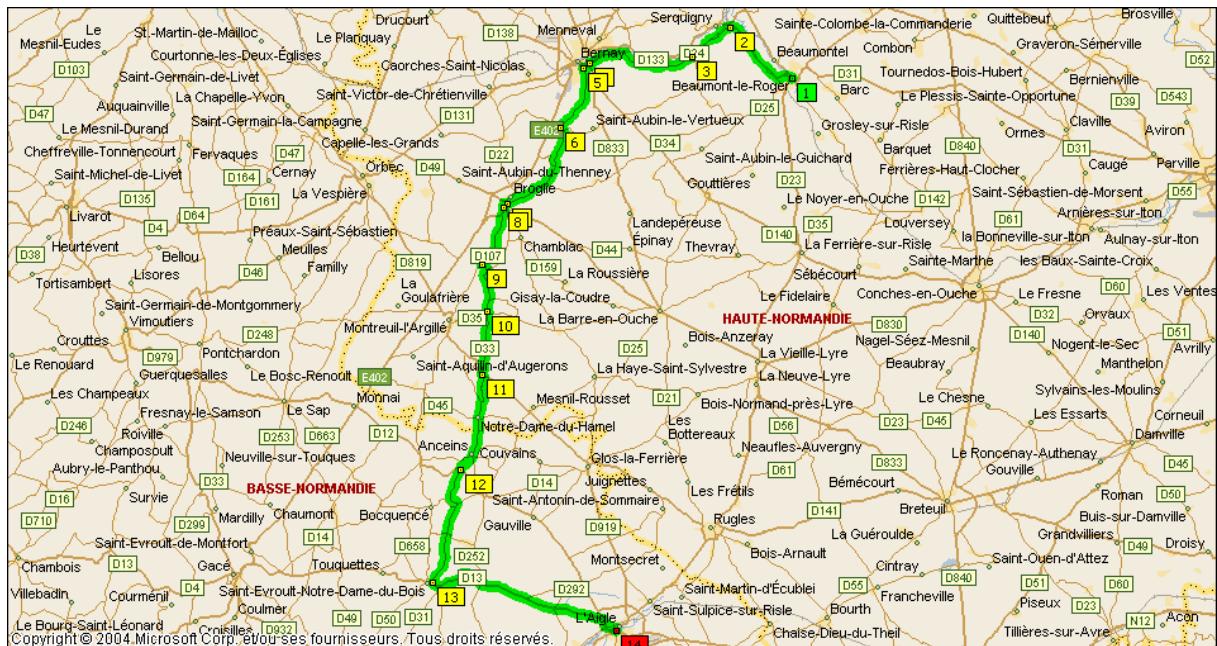 Le Mesnil-Eudes
St.-Martin-de-Mailloc
Drucourt
Le Planquay
D138
Menneval
Serquigny
Sainte-Colombe-la-Commanderie
Quittebeuf
Brosville
Courtonne-les-Deux-Églises
Graveron-Sémerville
D103
Bernay
D133
D24
2
Beaumontel
Combon
D52
Saint-Germain-de-Livet
Caorches-Saint-Nicolas
3
D31
Tournedos-Bois-Hubert
Bernienville
Auquainville
La Chapelle-Yvon
Saint-Victor-de-Chrétienville
5
Beaumont-le-Roger
1
Barc
Le Plessis-Sainte-Opportune
D39
D543
D47
D131
D25
Saint-Germain-la-Campagne
Saint-Aubin-le-Vertueux
Grosley-sur-Risle
Claville
Le Mesnil-Durand
E402
6
Ormes
Aviron
Capelle-les-Grands
D833
D34
Barquet
D840
D31
Cheffreville-Tonnencourt
Fervaques
D47
D22
Saint-Aubin-le-Guichard
Parville
Saint-Michel-de-Livet
D164
Cernay
Orbec
D49
Saint-Aubin-du-Thenney
Ferrières-Haut-Clocher
Caugé
D135
D161
La Vespière
Broglie
Gouttières
D23
Saint-Sébastien-de-Morsent
D55
Livarot
D64
Le Noyer-en-Ouche
D142
D4
8
Landepéreuse
D35
Louversey
D61
Arnières-sur-Iton
Préaux-Saint-Sébastien
Épinay
D140
la Bonneville-sur-Iton
Heurtevent
Meulles
Chamblac
D44
Thevray
La Ferrière-sur-Risle
Aulnay-sur-Iton
D38
Bellou
D819
D107
D159
Sainte-Marthe
les Baux-Sainte-Croix
Lisores
D46
Familly
La Roussière
Sébécourt
Tortisambert
La Goulafrière
9
Gisay-la-Coudre
Le Fidelaire
Conches-en-Ouche
Le Fresne
D60
Les Ventes
Saint-Germain-de-Montgommery
Vimoutiers
Montreuil-l'Argillé
D35
10
La Barre-en-Ouche
HAUTE-NORMANDIE
D830
D32
Orvaux
Crouttes
D248
D33
Bois-Anzeray
Nagel-Séez-Mesnil
D140
D51
Pontchardon
D25
La Vieille-Lyre
Nogent-le-Sec
Avrilly
Le Renouard
D979
Saint-Aquilin-d'Augerons
La Haye-Saint-Sylvestre
Beaubray
Manthelon
Guerquesalles
Le Bosc-Renoult
E402
11
La Neuve-Lyre
Les Champeaux
Monnai
Mesnil-Rousset
D21
Sylvains-les-Moulins
Fresnay-le-Samson
Le Sap
D45
Bois-Normand-près-Lyre
Le Chesne
Les Essarts
Corneuil
D246
Roiville
D253
D663
D12
Notre-Dame-du-Hamel
Les Bottereaux
D56
D23
D45
Damville
Champosoult
Anceins
Couvains
Neaufles-Auvergny
Neuville-sur-Touques
Glos-la-Ferrière
Le Roncenay-Authenay
Aubry-le-Panthou
D33
12
D14
Juignettes
D61
D833
Gouville
D45
BASSE-NORMANDIE
D16
Survie
Saint-Antonin-de-Sommaire
Les Frétils
Bémécourt
Roman
D50
Mardilly
Chaumont
Bocquencé
D141
Breteuil
D710
D299
Gauville
D919
Rugles
Buis-sur-Damville
D14
La Guéroulde
Grandvilliers
Saint-Evroult-de-Montfort
D658
D252
Montsecret
Bois-Arnault
D49
Droisy
Chambois
D13
Gacé
Touquettes
D13
Cintray
Saint-Ouen-d'Attez
D4
D292
Saint-Martin-d'Écublei
D55
D840
D51
D60
Villebadin
Courménil
Saint-Evroult-Notre-Dame-du-Bois
13
Francheville
Piseux
Coulmer
Saint-Sulpice-sur-Risle
Bourth
D23
Le Bourg-Saint-Léonard
Croisilles
D932
D49
D50
D31
L'Aigle
Chaise-Dieu-du-Theil
Tillières-sur-Avre
N12
Acon
14
Copyright © 2004 Microsoft Corp. et/ou ses fournisseurs. Tous droits réservés.